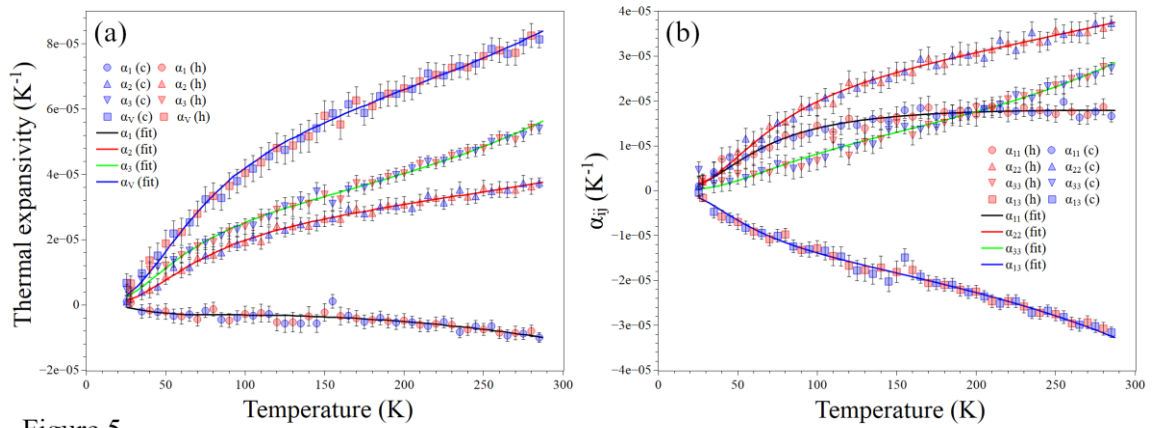 (a)
8e−05
6e−05
4e−05
2e−05
0
−2e−05
Thermal expansivity (K⁻¹)
α₁ (c) α₁ (h)
α₂ (c) α₂ (h)
α₃ (c) α₃ (h)
αV (c) αV (h)
α₁ (fit)
α₂ (fit)
α₃ (fit)
αV (fit)
0 50 100 150 200 250 300
Temperature (K)
(b)
4e−05
3e−05
2e−05
1e−05
0
−1e−05
−2e−05
−3e−05
−4e−05
αij (K⁻¹)
α₁₁ (h) α₁₁ (c)
α₂₂ (h) α₂₂ (c)
α₃₃ (h) α₃₃ (c)
α₁₃ (h) α₁₃ (c)
α₁₁ (fit)
α₂₂ (fit)
α₃₃ (fit)
α₁₃ (fit)
0 50 100 150 200 250 300
Temperature (K)
Figure 5